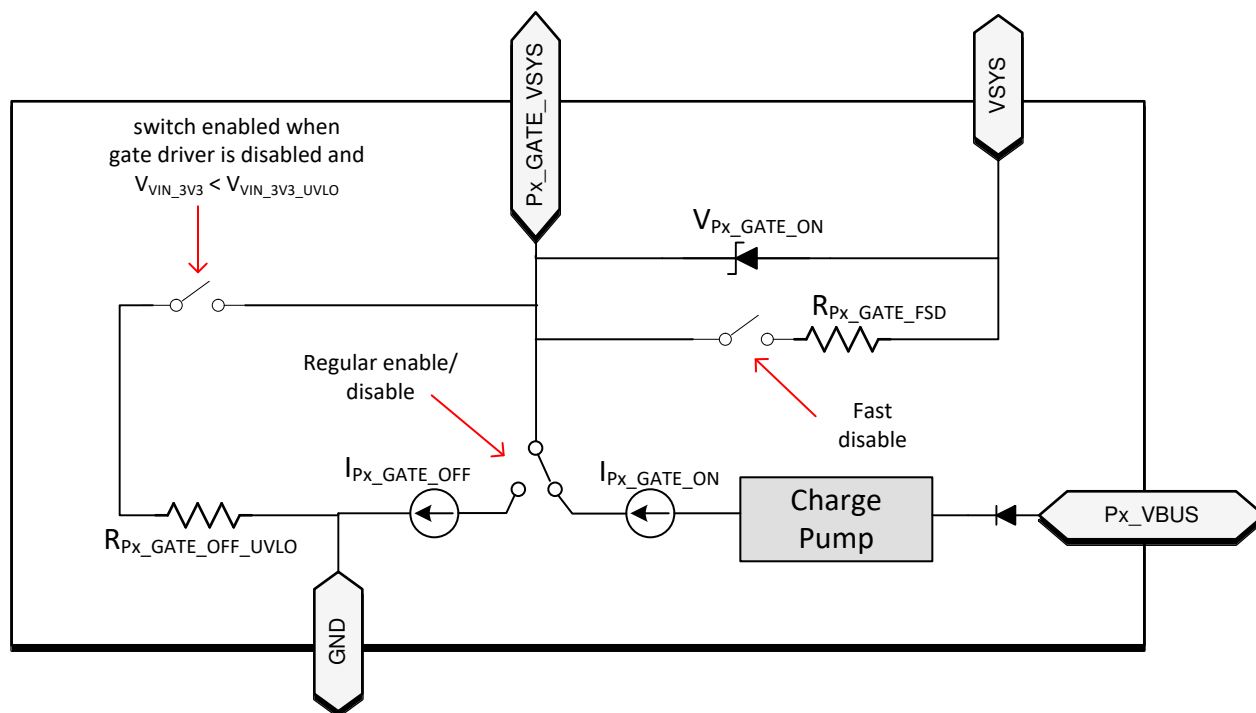 Px_GATE_VSYS
VSYS
switch enabled when
gate driver is disabled and
VVIN_3V3 < VVIN_3V3_UVLO
VPx_GATE_ON
RPx_GATE_FSD
Regular enable/
disable
Fast
disable
IPx_GATE_OFF
IPx_GATE_ON
Charge
Pump
Px_VBUS
RPx_GATE_OFF_UVLO
GND